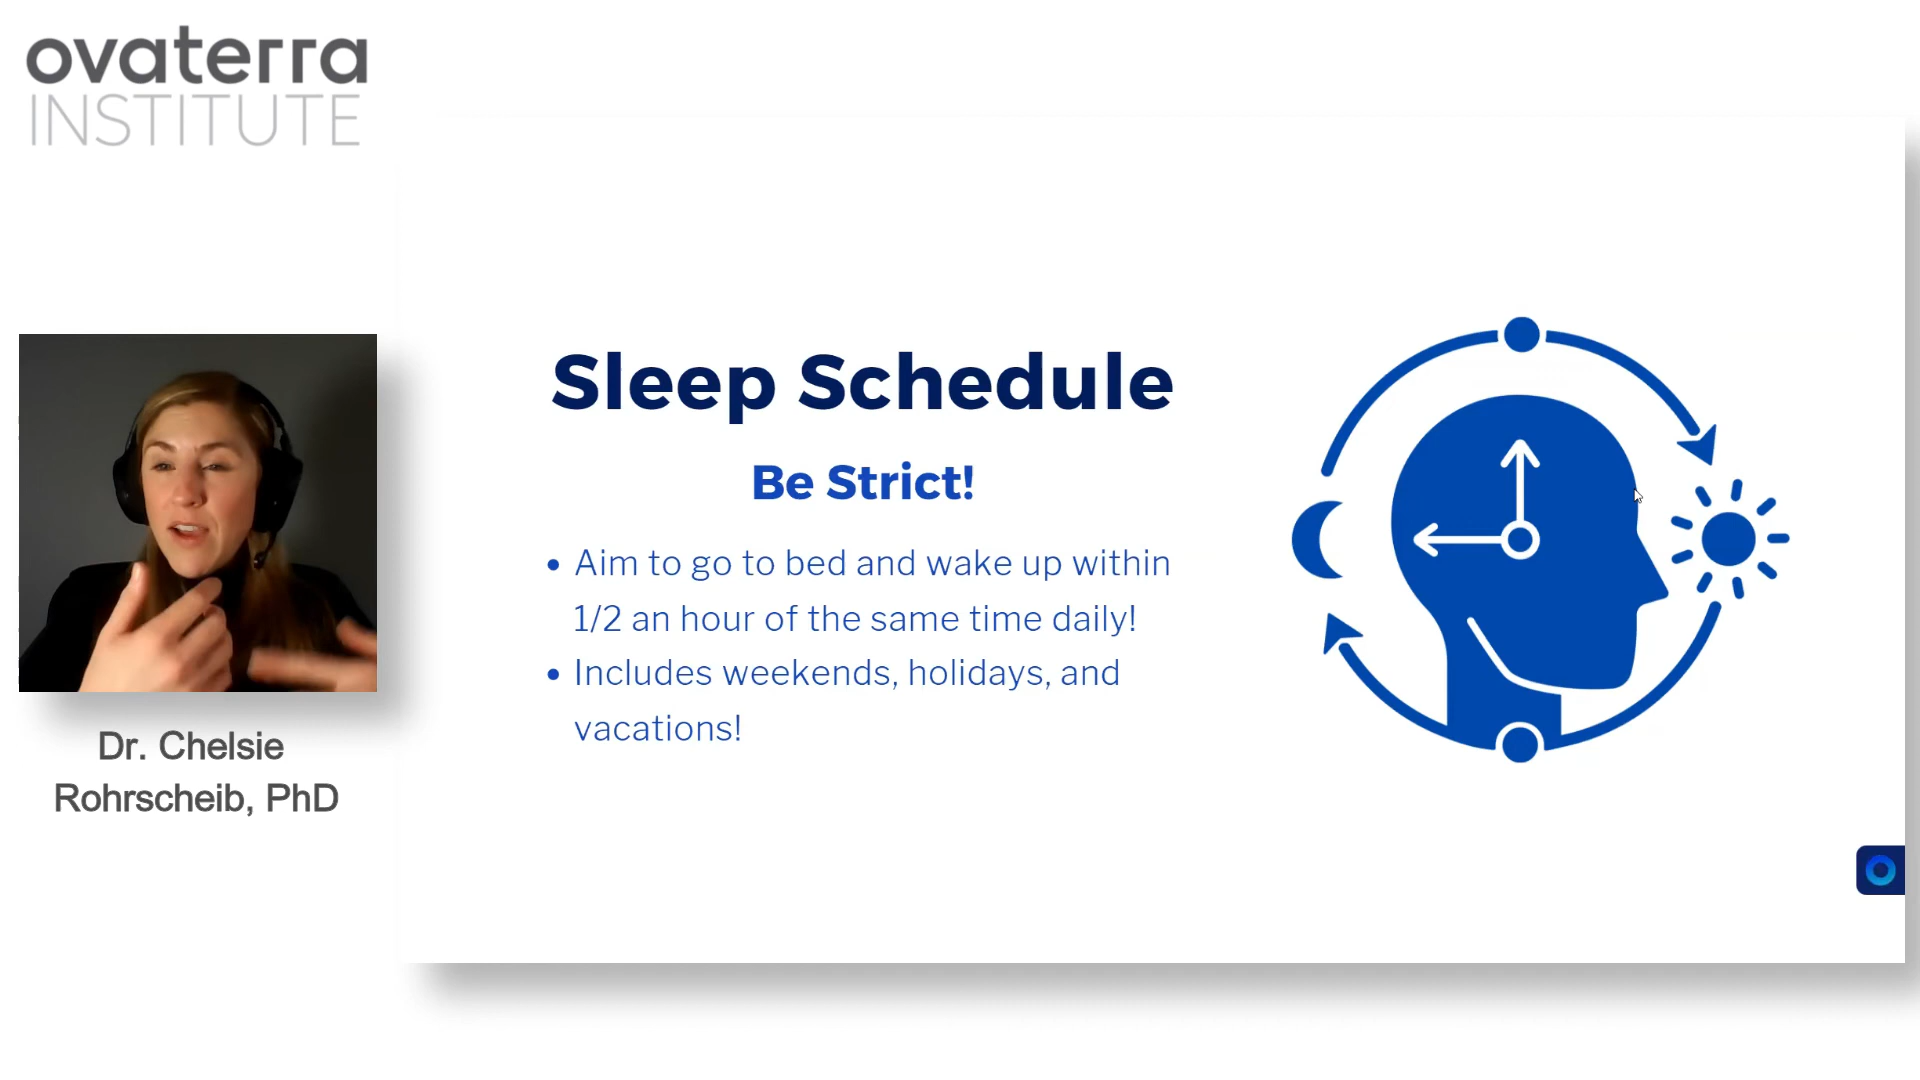 ovaterra
INSTITUTE
Sleep Schedule
Be Strict!
• Aim to go to bed and wake up within
1/2 an hour of the same time daily!
• Includes weekends, holidays, and
vacations!
Dr. Chelsie
Rohrscheib, PhD